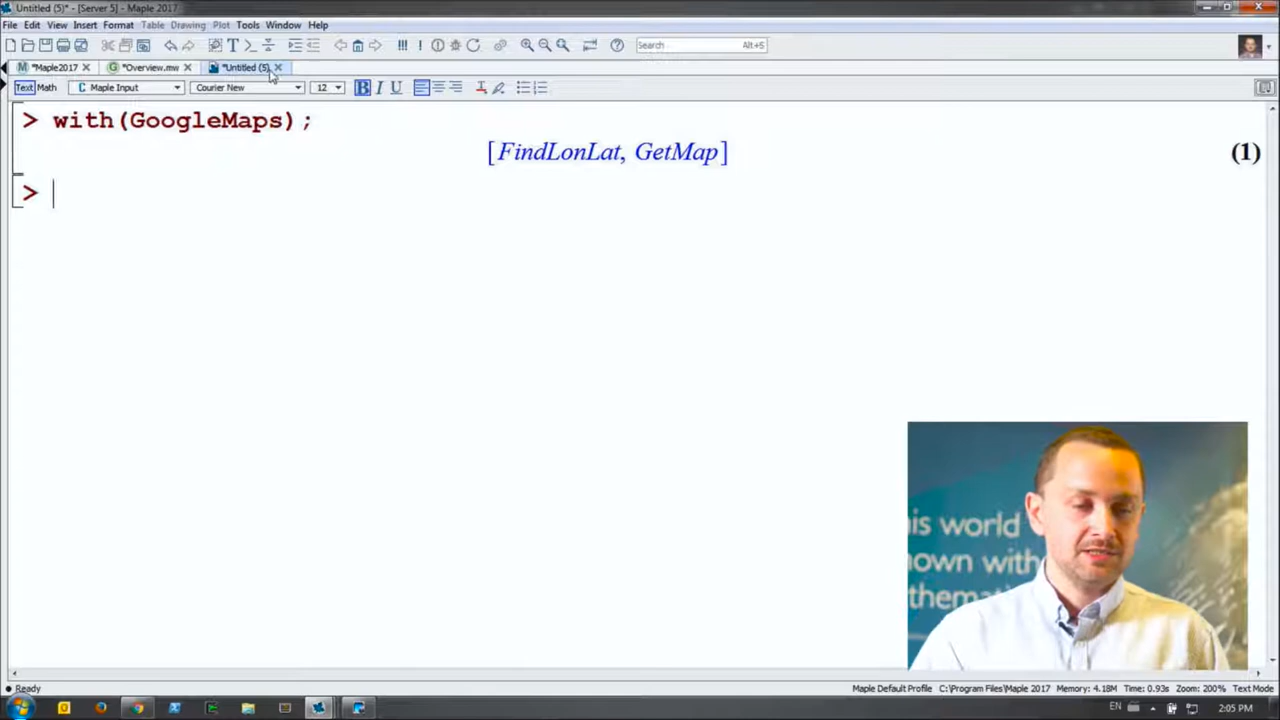 Untitled (5)* - [Server 5] - Maple 2017
File Edit View Insert Format Table Drawing Plot Tools Window Help
Search Alt+S
*Maple2017 *Overview.mw *Untitled (5)
Text Math C Maple Input Courier New 12 B I U
> with(GoogleMaps);
[FindLonLat, GetMap] (1)
>
his world
nown with
thema
Ready Maple Default Profile C:\Program Files\Maple 2017 Memory: 4.18M Time: 0.93s Zoom: 200% Text Mode
EN 2:05 PM